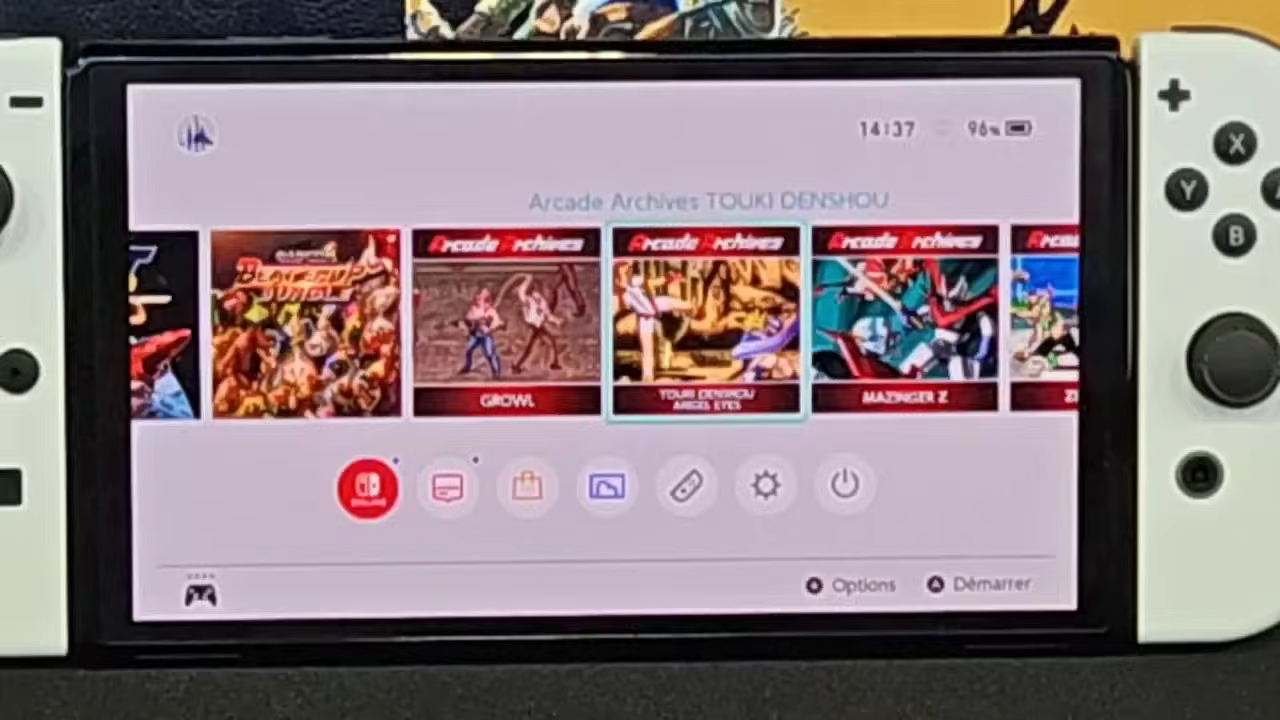 14:37 96%
Arcade Archives TOUKI DENSHOU
Arcade Archives
Arcade Archives
Arcade Archives
Arcade
GROWL
TOUKI DENSHOU
ANGEL EYES
MAZINGER Z
Options
Démarrer
X
Y
B
A